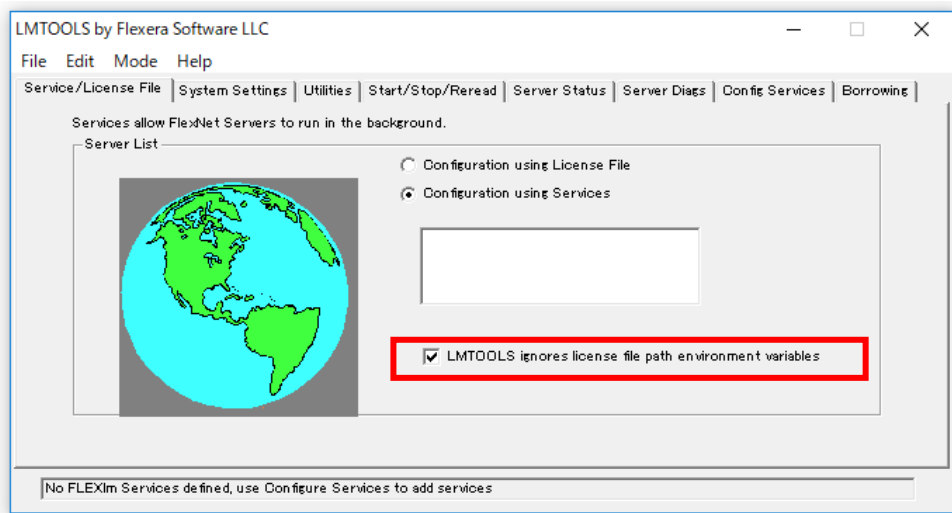 LMTOOLS by Flexera Software LLC
File Edit Mode Help
Service/License File System Settings Utilities Start/Stop/Reread Server Status Server Diags Config Services Borrowing
Services allow FlexNet Servers to run in the background.
Server List
Configuration using License File
Configuration using Services
LMTOOLS ignores license file path environment variables
No FLEXlm Services defined, use Configure Services to add services